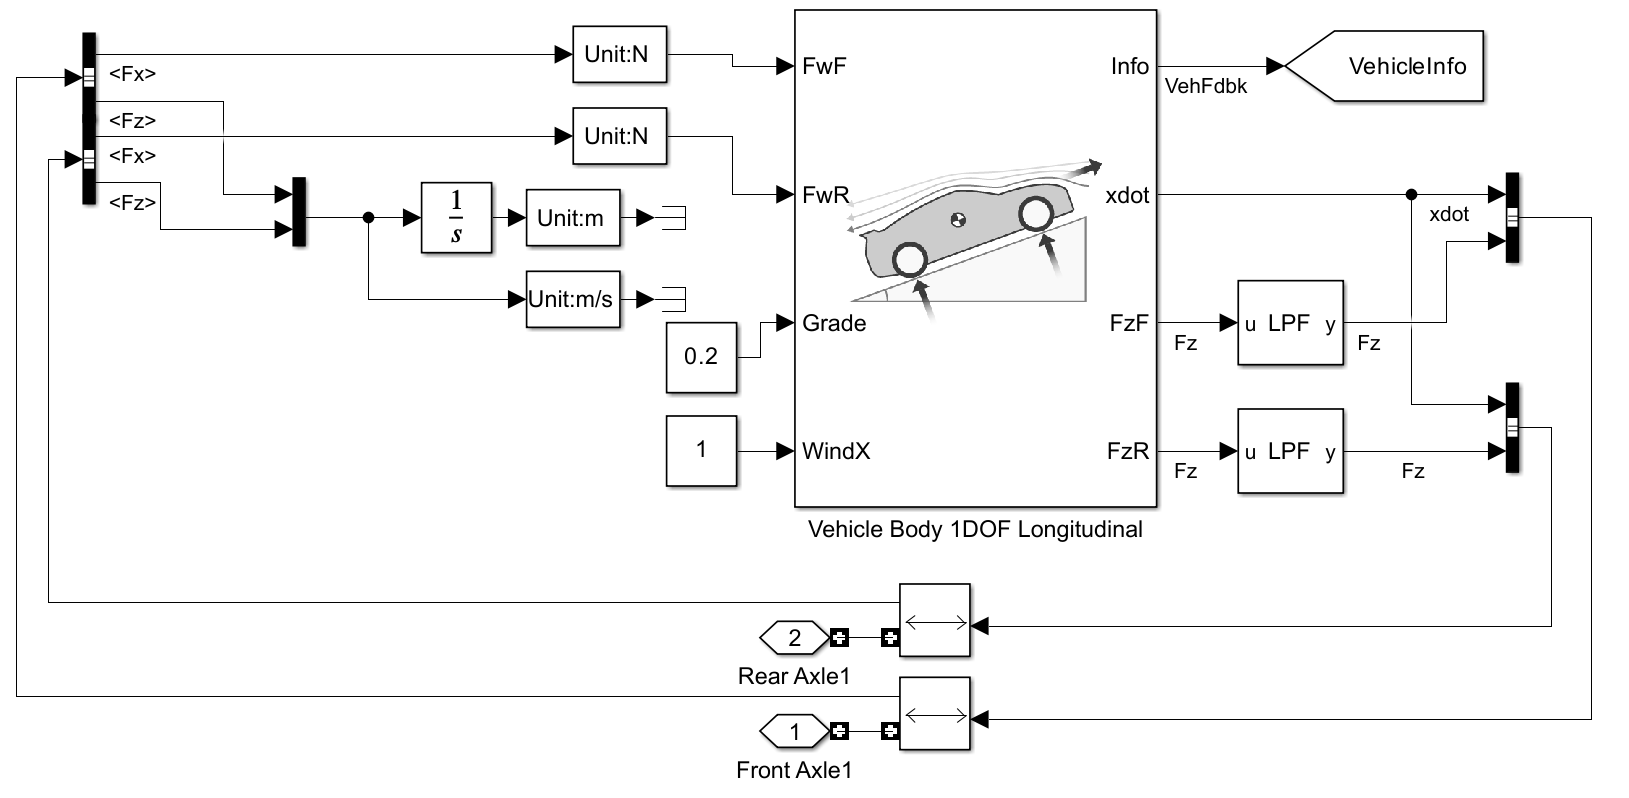 Unit:N
<Fx>
FwF
Info
VehicleInfo
VehFdbk
<Fz>
Unit:N
<Fx>
FwR
xdot
xdot
<Fz>
1
s
Unit:m
Unit:m/s
Grade
0.2
FzF
Fz
u LPF y
Fz
1
WindX
FzR
Fz
u LPF y
Fz
Vehicle Body 1DOF Longitudinal
2
Rear Axle1
1
Front Axle1